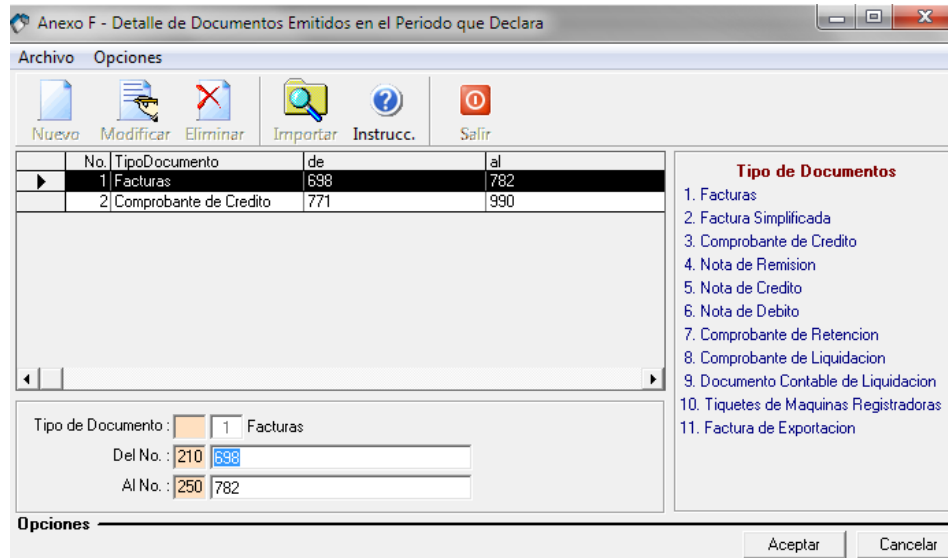 Anexo F - Detalle de Documentos Emitidos en el Periodo que Declara
Archivo Opciones
Nuevo Modificar Eliminar Importar Instrucc. Salir
No. TipoDocumento de al
1 Facturas 698 782
2 Comprobante de Credito 771 990
Tipo de Documentos
1. Facturas
2. Factura Simplificada
3. Comprobante de Credito
4. Nota de Remision
5. Nota de Credito
6. Nota de Debito
7. Comprobante de Retencion
8. Comprobante de Liquidacion
9. Documento Contable de Liquidacion
10. Tiquetes de Maquinas Registradoras
11. Factura de Exportacion
Tipo de Documento : 1 Facturas
Del No. : 210 698
Al No. : 250 782
Opciones
Aceptar Cancelar